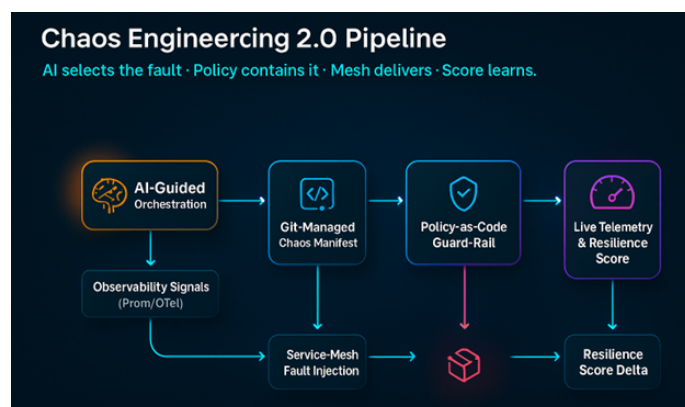 Chaos Engineercing 2.0 Pipeline
AI selects the fault · Policy contains it · Mesh delivers · Score learns.
AI-Guided
Orchestration
</>
Git-Managed
Chaos Manifest
Policy-as-Code
Guard-Rail
Live Telemetry
& Resilience
Score
Observability Signals
(Prom/OTel)
Service-Mesh
Fault Injection
Resilience
Score Delta